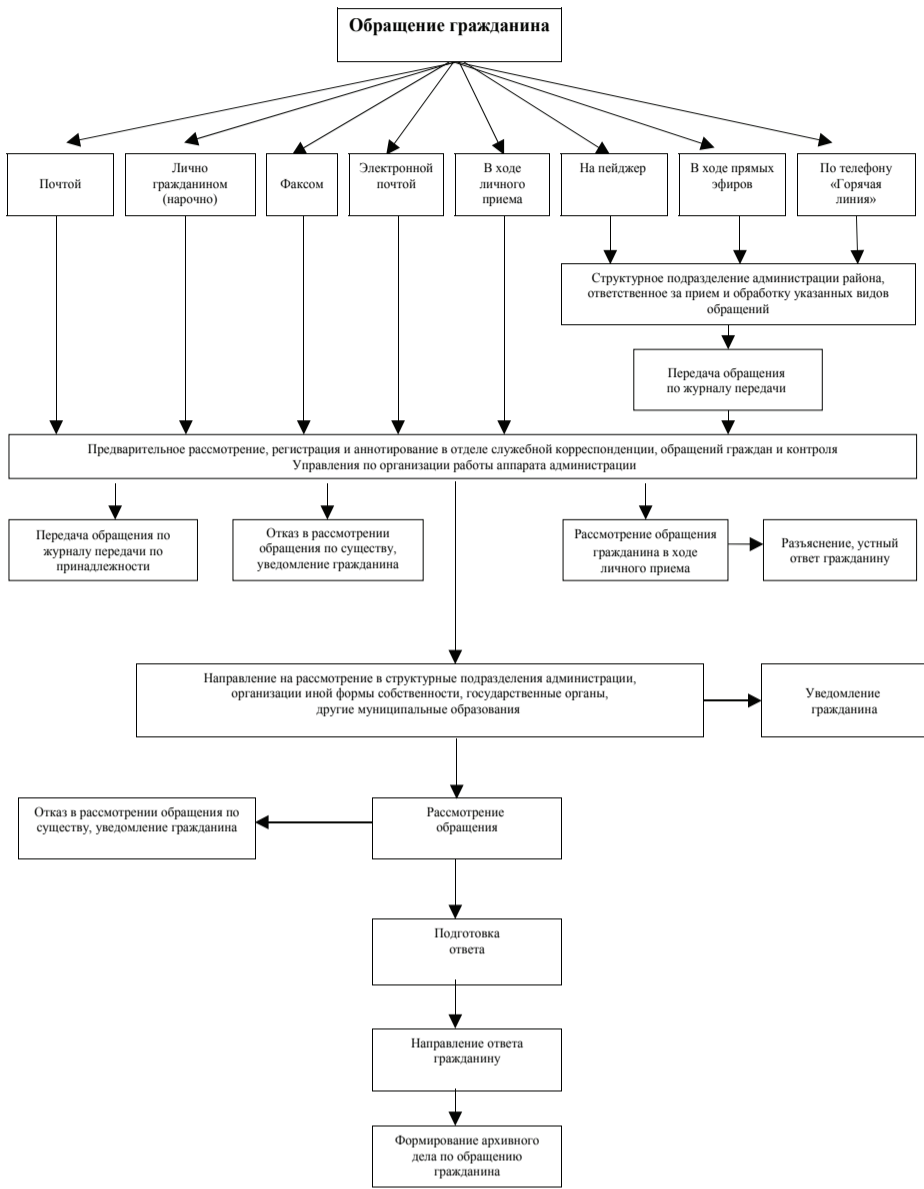 Обращение гражданина
Почтой
Лично
гражданином
(нарочно)
Факсом
Электронной
почтой
В ходе
личного
приема
На пейджер
В ходе прямых
эфиров
По телефону
«Горячая
линия»
Структурное подразделение администрации района,
ответственное за прием и обработку указанных видов
обращений
Передача обращения
по журналу передачи
Предварительное рассмотрение, регистрация и аннотирование в отделе служебной корреспонденции, обращений граждан и контроля
Управления по организации работы аппарата администрации
Передача обращения по
журналу передачи по
принадлежности
Отказ в рассмотрении
обращения по существу,
уведомление гражданина
Рассмотрение обращения
гражданина в ходе
личного приема
Разъяснение, устный
ответ гражданину
Направление на рассмотрение в структурные подразделения администрации,
организации иной формы собственности, государственные органы,
другие муниципальные образования
Уведомление
гражданина
Отказ в рассмотрении обращения по
существу, уведомление гражданина
Рассмотрение
обращения
Подготовка
ответа
Направление ответа
гражданину
Формирование архивного
дела по обращению
гражданина